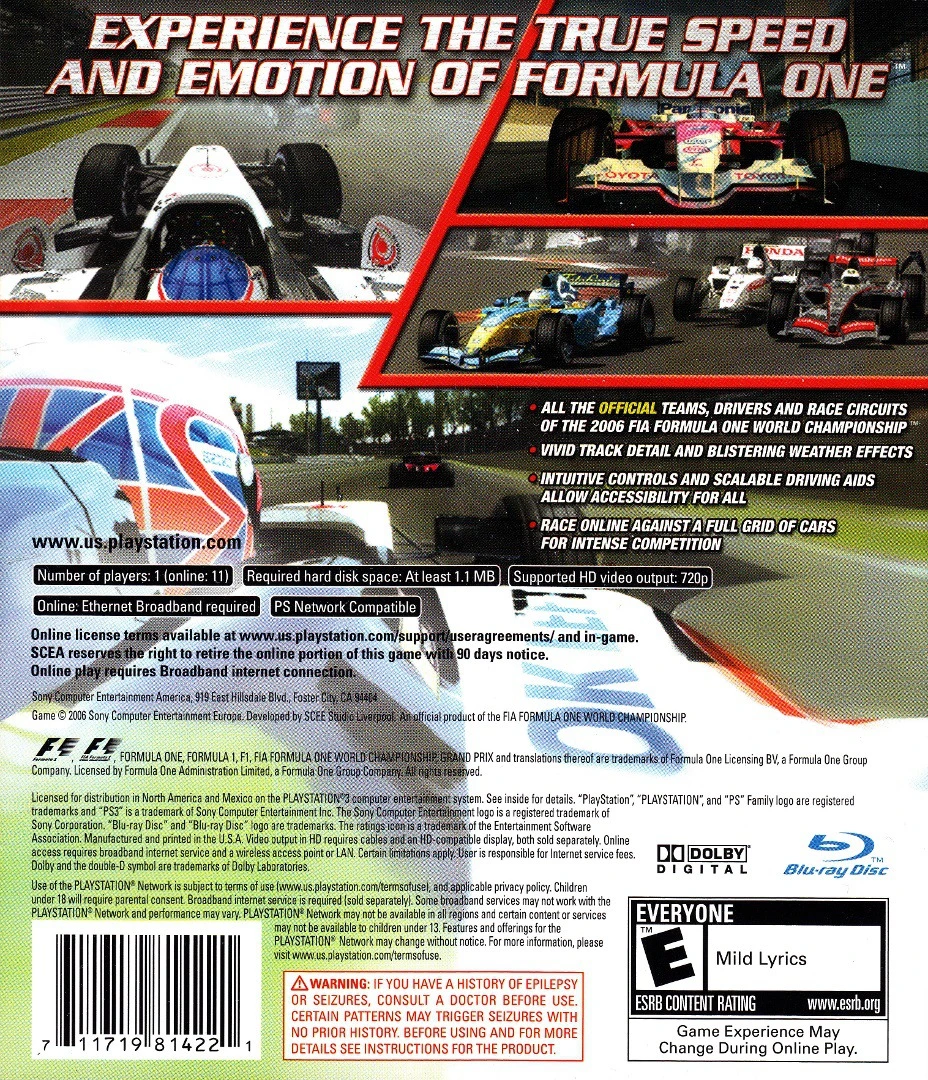 EXPERIENCE THE TRUE SPEED
AND EMOTION OF FORMULA ONE™
Panasonic
TOYOTA
TOYOTA
HONDA
• ALL THE OFFICIAL TEAMS, DRIVERS AND RACE CIRCUITS
OF THE 2006 FIA FORMULA ONE WORLD CHAMPIONSHIP™
• VIVID TRACK DETAIL AND BLISTERING WEATHER EFFECTS
• INTUITIVE CONTROLS AND SCALABLE DRIVING AIDS
ALLOW ACCESSIBILITY FOR ALL
• RACE ONLINE AGAINST A FULL GRID OF CARS
FOR INTENSE COMPETITION
www.us.playstation.com
Number of players: 1 (online: 11)
Required hard disk space: At least 1.1 MB
Supported HD video output: 720p
Online: Ethernet Broadband required
PS Network Compatible
Online license terms available at www.us.playstation.com/support/useragreements/ and in-game.
SCEA reserves the right to retire the online portion of this game with 90 days notice.
Online play requires Broadband internet connection.
Sony Computer Entertainment America, 919 East Hillsdale Blvd., Foster City, CA 94404
Game © 2006 Sony Computer Entertainment Europe. Developed by SCEE Studio Liverpool. An official product of the FIA FORMULA ONE WORLD CHAMPIONSHIP.
, FORMULA ONE, FORMULA 1, F1, FIA FORMULA ONE WORLD CHAMPIONSHIP, GRAND PRIX and translations thereof are trademarks of Formula One Licensing BV, a Formula One Group
Company. Licensed by Formula One Administration Limited, a Formula One Group Company. All rights reserved.
Licensed for distribution in North America and Mexico on the PLAYSTATION®3 computer entertainment system. See inside for details. "PlayStation", "PLAYSTATION", and "PS" Family logo are registered
trademarks and "PS3" is a trademark of Sony Computer Entertainment Inc. The Sony Computer Entertainment logo is a registered trademark of
Sony Corporation. "Blu-ray Disc" and "Blu-ray Disc" logo are trademarks. The ratings icon is a trademark of the Entertainment Software
Association. Manufactured and printed in the U.S.A. Video output in HD requires cables and an HD-compatible display, both sold separately. Online
access requires broadband internet service and a wireless access point or LAN. Certain limitations apply. User is responsible for Internet service fees.
Dolby and the double-D symbol are trademarks of Dolby Laboratories.
DOLBY®
DIGITAL
Blu-ray Disc™
Use of the PLAYSTATION® Network is subject to terms of use (www.us.playstation.com/termsofuse), and applicable privacy policy. Children
under 18 will require parental consent. Broadband internet service is required (sold separately). Some broadband services may not work with the
PLAYSTATION® Network and performance may vary. PLAYSTATION® Network may not be available in all regions and certain content or services
may not be available to children under 13. Features and offerings for the
PLAYSTATION® Network may change without notice. For more information, please
visit www.us.playstation.com/termsofuse.
7 11719 81422 1
WARNING: IF YOU HAVE A HISTORY OF EPILEPSY
OR SEIZURES, CONSULT A DOCTOR BEFORE USE.
CERTAIN PATTERNS MAY TRIGGER SEIZURES WITH
NO PRIOR HISTORY. BEFORE USING AND FOR MORE
DETAILS SEE INSTRUCTIONS FOR THE PRODUCT.
EVERYONE
™
E
Mild Lyrics
ESRB CONTENT RATING www.esrb.org
Game Experience May
Change During Online Play.